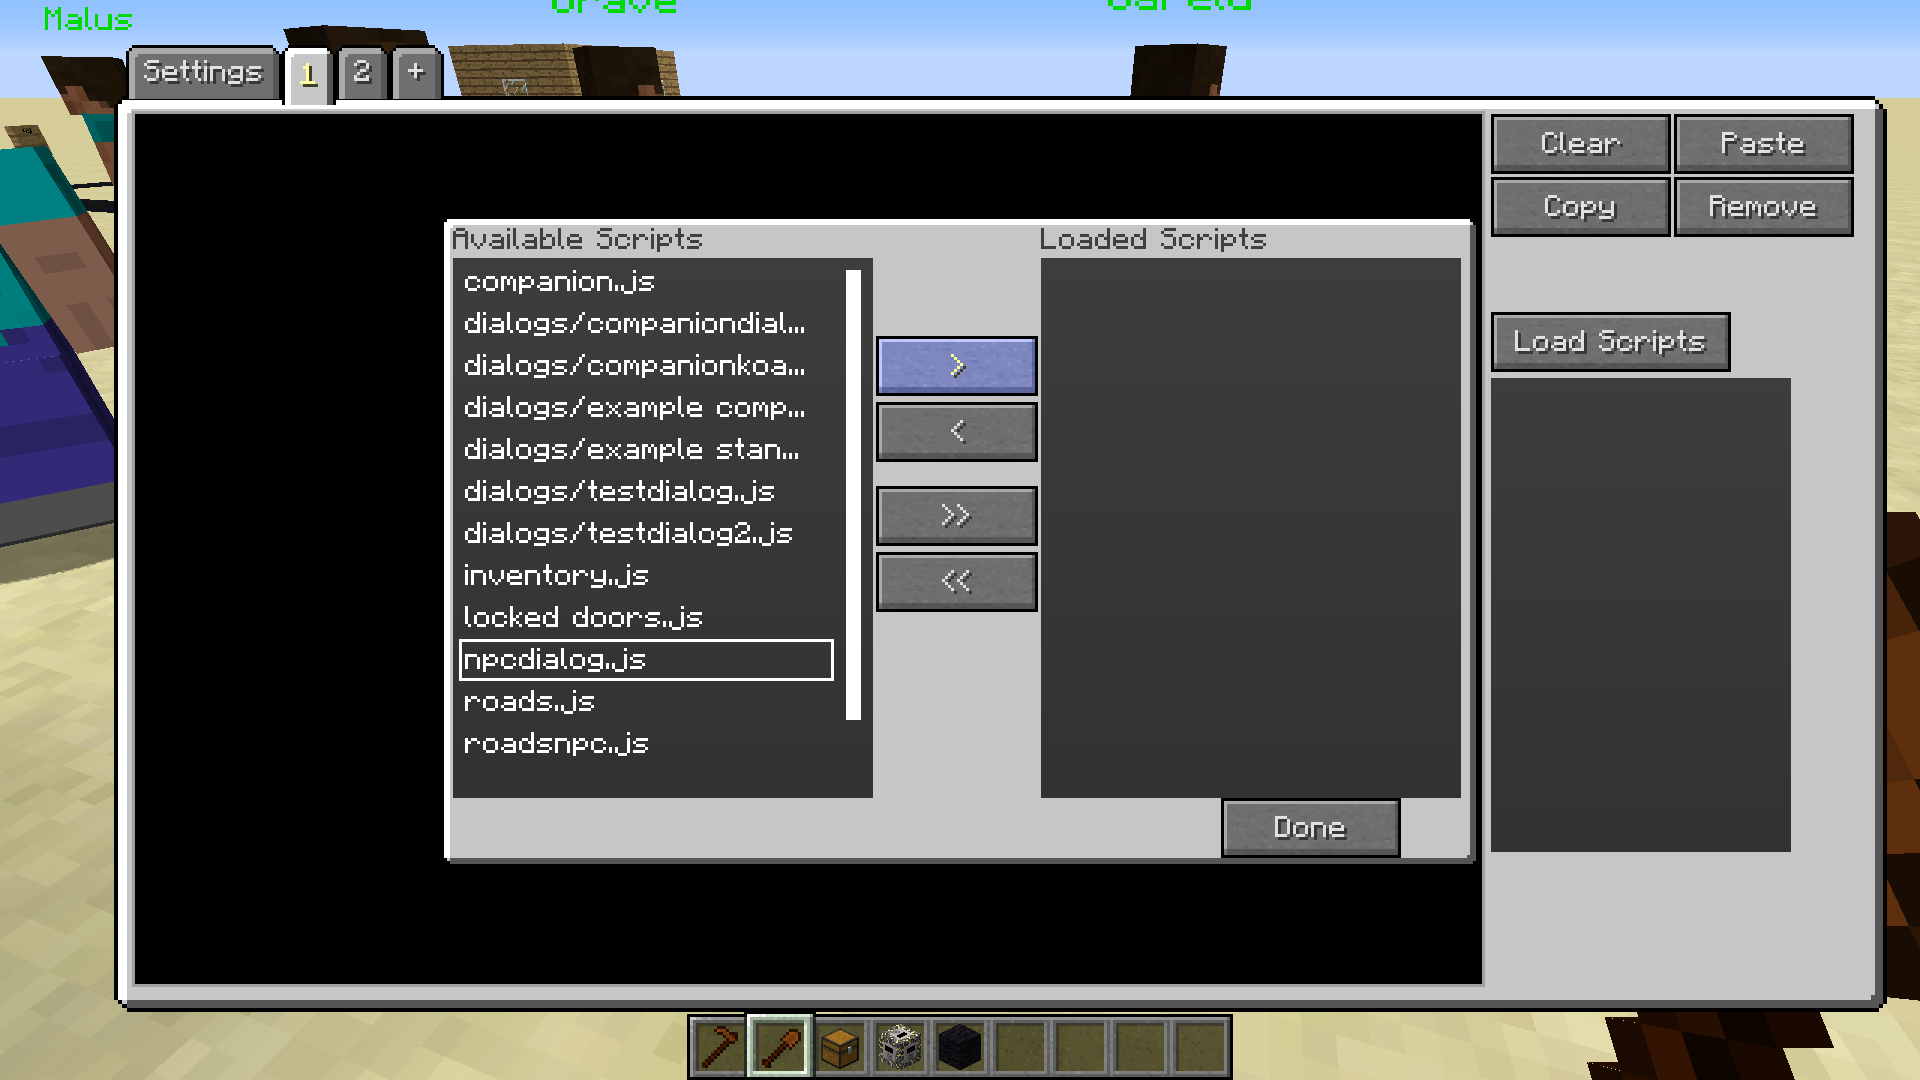 Malus
Settings
1
2
+
Clear
Paste
Copy
Remove
Available Scripts
Loaded Scripts
companion.js
dialogs/companiondial...
dialogs/companionkoa...
dialogs/example comp...
dialogs/example stan...
dialogs/testdialog.js
dialogs/testdialog2.js
inventory.js
locked doors.js
npcdialog.js
roads.js
roadsnpc.js
>
<
>>
<<
Load Scripts
Done